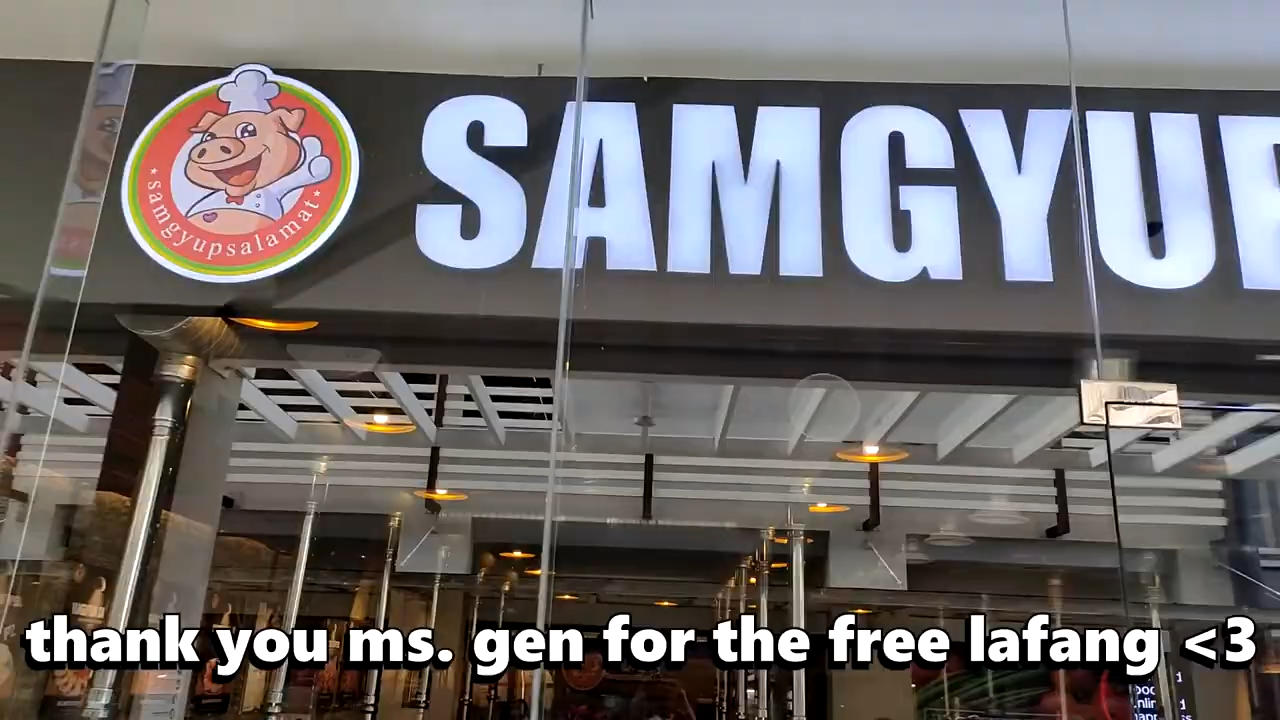 samgyupsalamat
SAMGYUP
thank you ms. gen for the free lafang <3